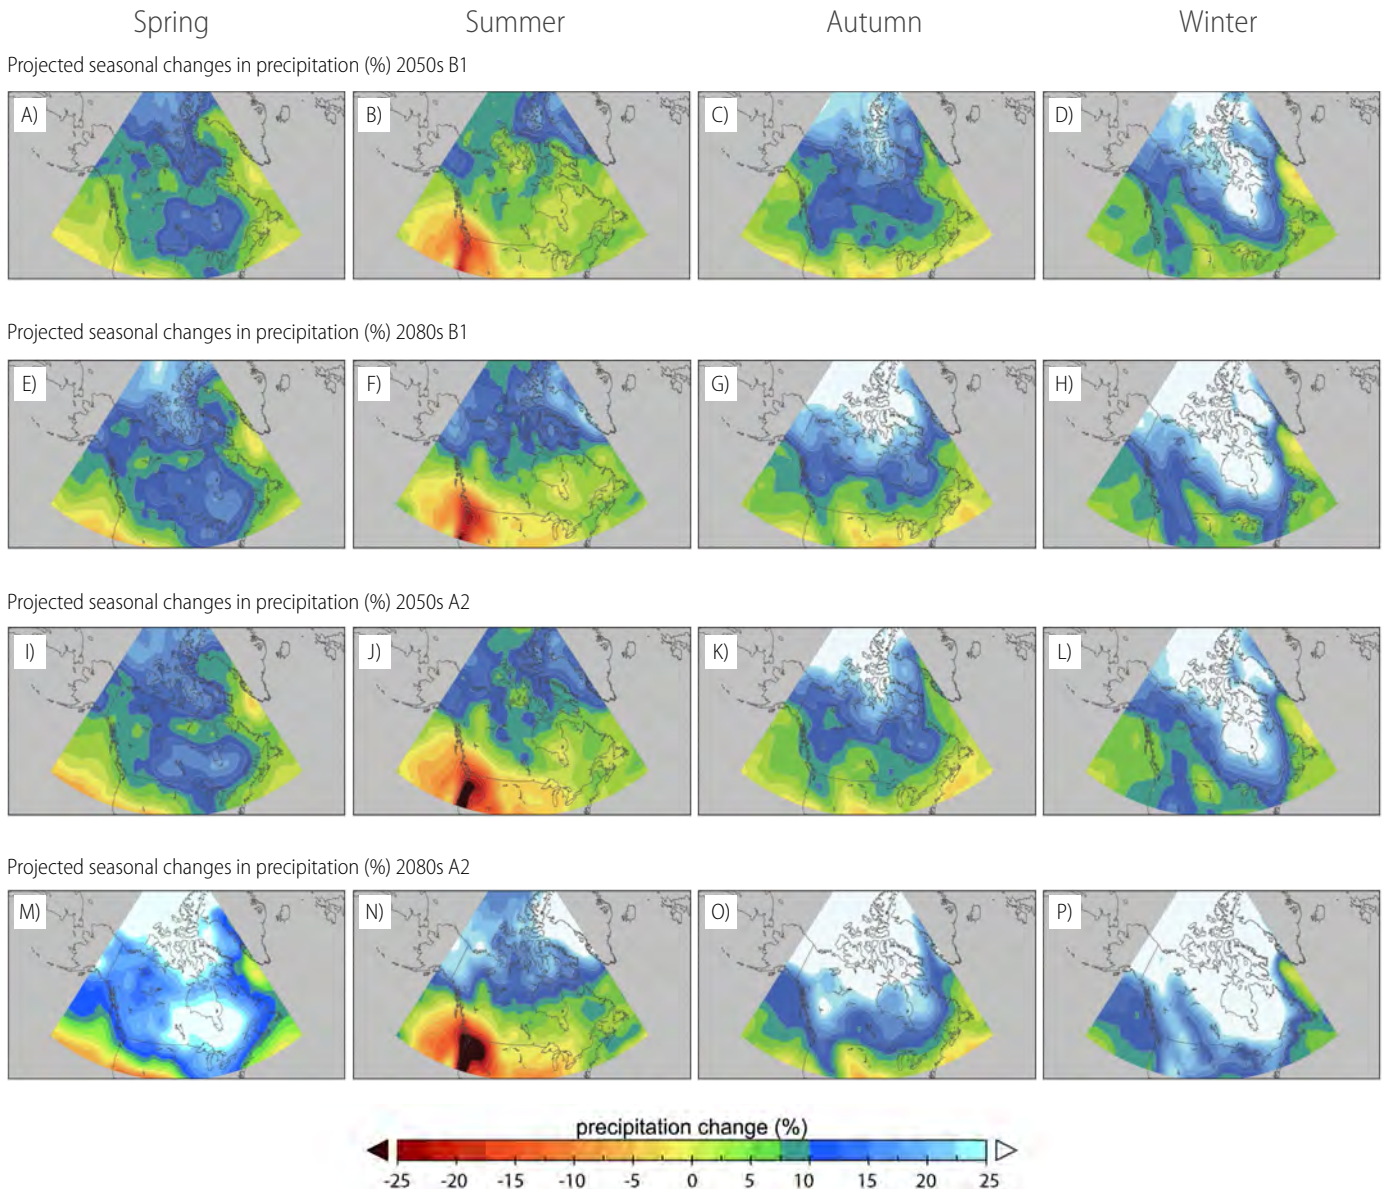 Spring Summer Autumn Winter
Projected seasonal changes in precipitation (%) 2050s B1
A) B) C) D)
Projected seasonal changes in precipitation (%) 2080s B1
E) F) G) H)
Projected seasonal changes in precipitation (%) 2050s A2
I) J) K) L)
Projected seasonal changes in precipitation (%) 2080s A2
M) N) O) P)
precipitation change (%)
-25 -20 -15 -10 -5 0 5 10 15 20 25